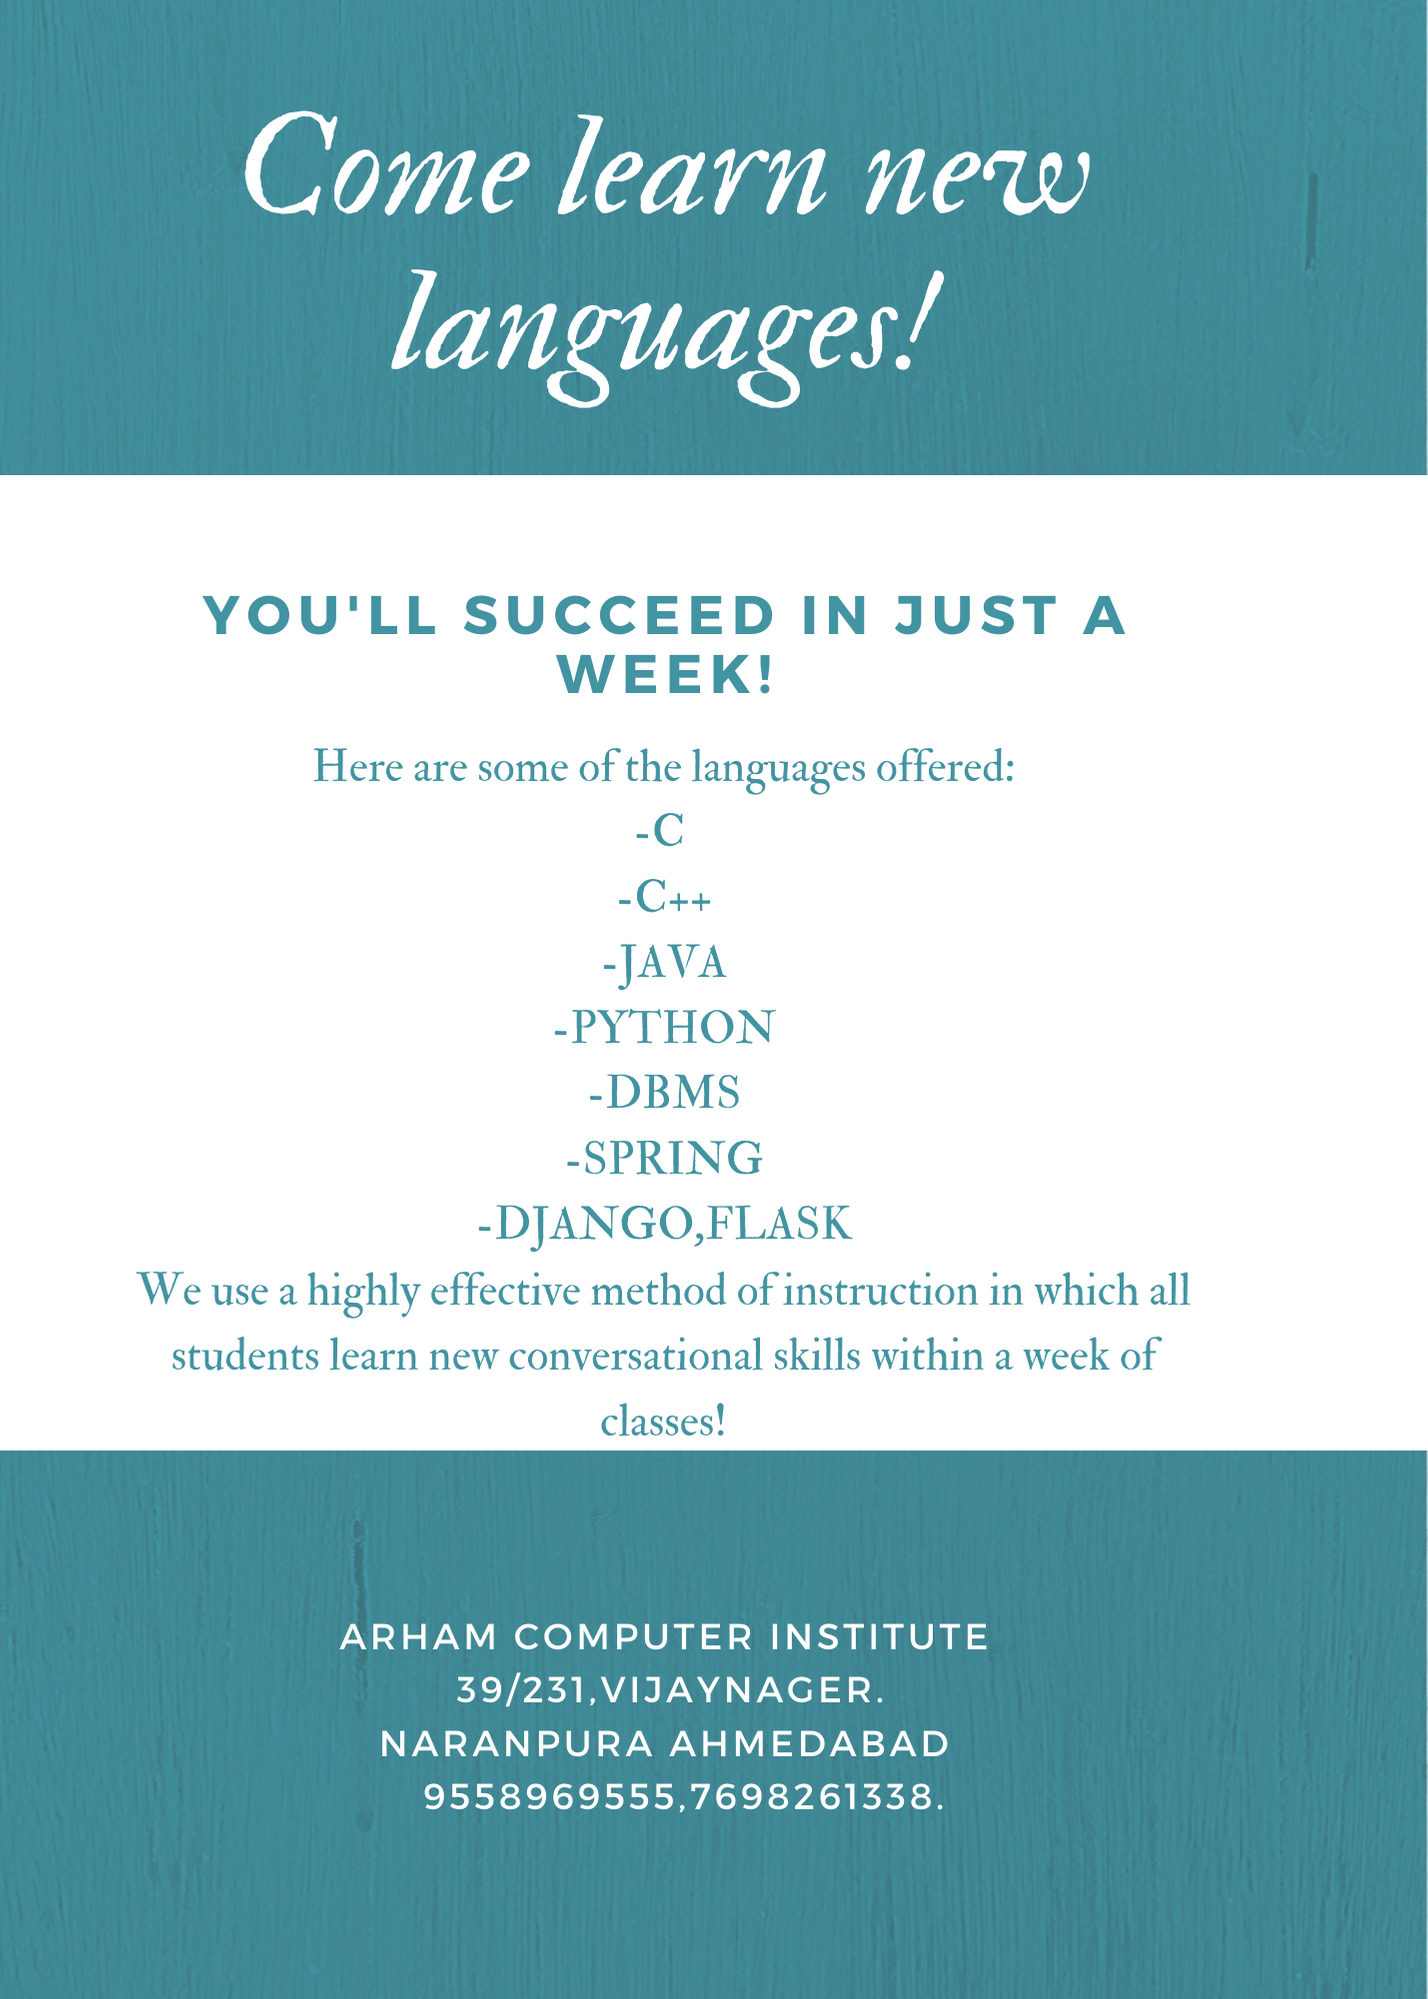 Come learn new
languages!
YOU'LL SUCCEED IN JUST A
WEEK!
Here are some of the languages offered:
-C
-C++
-JAVA
-PYTHON
-DBMS
-SPRING
-DJANGO,FLASK
We use a highly effective method of instruction in which all
students learn new conversational skills within a week of
classes!
ARHAM COMPUTER INSTITUTE
39/231,VIJAYNAGER.
NARANPURA AHMEDABAD
9558969555,7698261338.